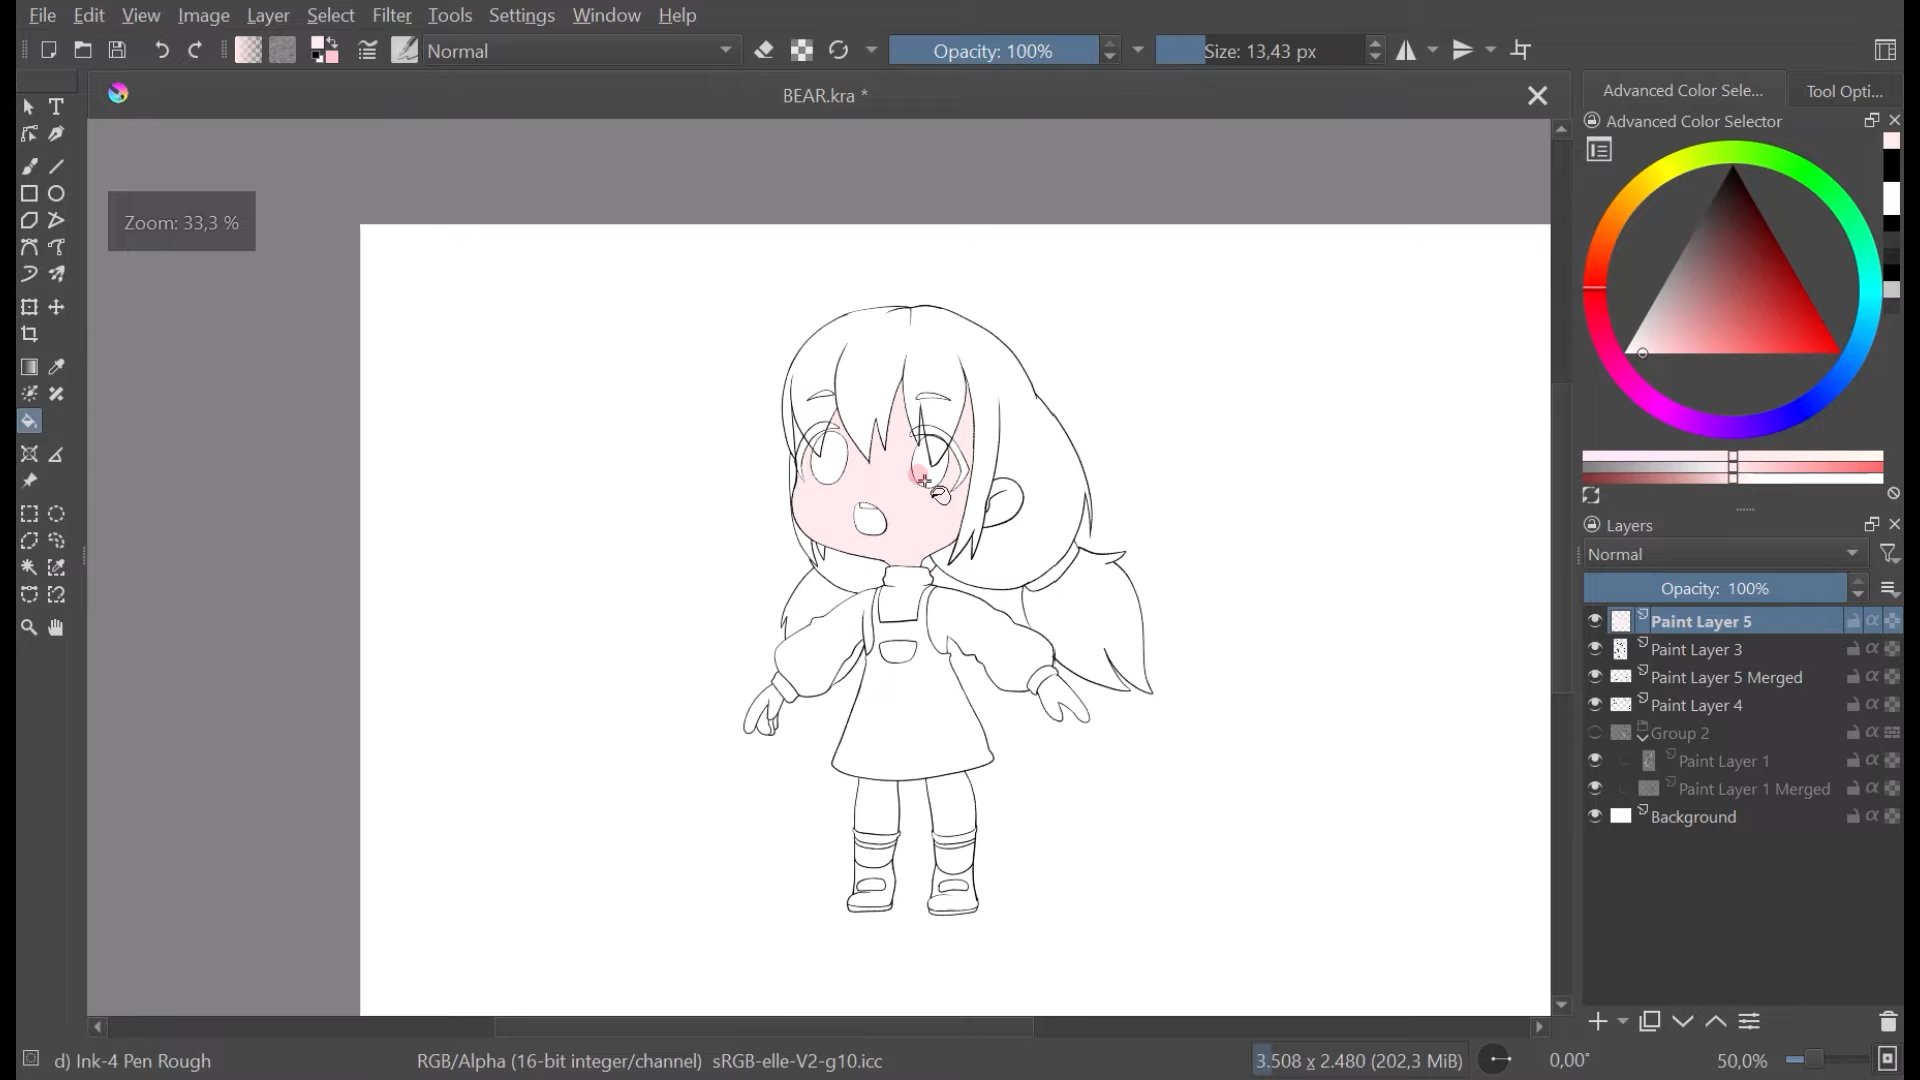 File Edit View Image Layer Select Filter Tools Settings Window Help
Normal Opacity: 100% Size: 13,43 px
BEAR.kra *
Advanced Color Sele... Tool Opti...
Advanced Color Selector
Zoom: 33,3 %
Layers
Normal
Opacity: 100%
Paint Layer 5
Paint Layer 3
Paint Layer 5 Merged
Paint Layer 4
Group 2
Paint Layer 1
Paint Layer 1 Merged
Background
d) Ink-4 Pen Rough RGB/Alpha (16-bit integer/channel) sRGB-elle-V2-g10.icc 3.508 x 2.480 (202,3 MiB) 0,00° 50,0%